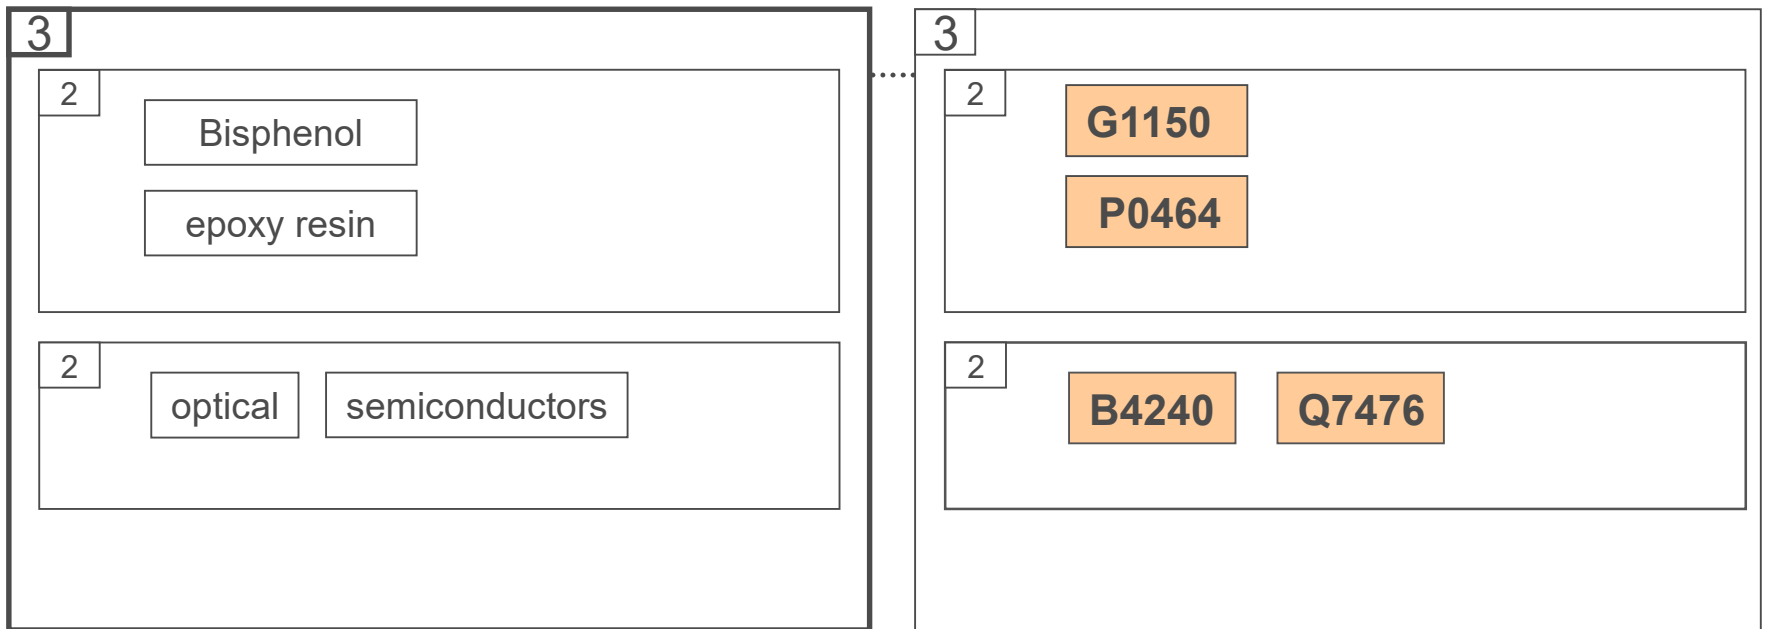 3
2
Bisphenol
epoxy resin
2
optical semiconductors
3
2
G1150
P0464
2
B4240 Q7476